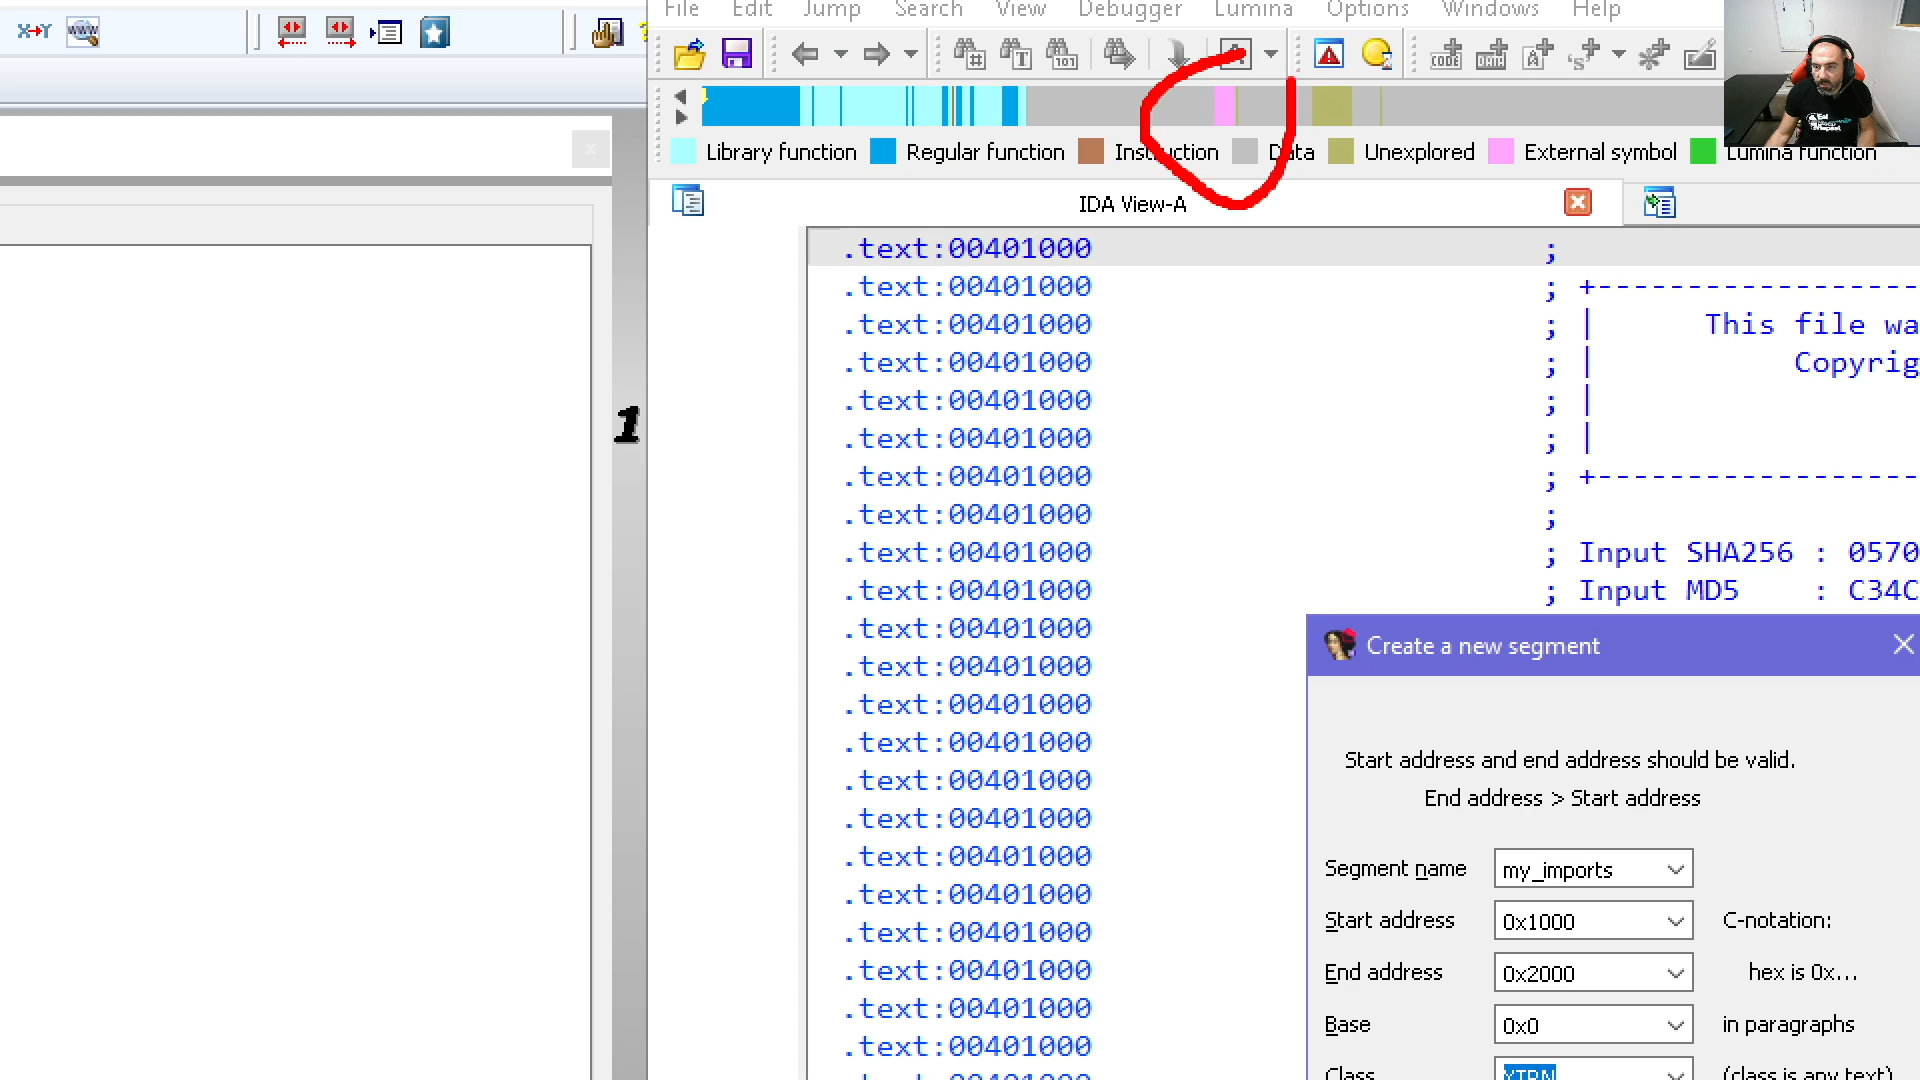 File Edit Jump Search View Debugger Lumina Options Windows Help
Library function Regular function Instruction Data Unexplored External symbol Lumina function
IDA View-A
.text:00401000 ;
.text:00401000 ; +-------------------
.text:00401000 ; | This file wa
.text:00401000 ; | Copyrig
.text:00401000 ; |
.text:00401000 ; |
.text:00401000 ; +-------------------
.text:00401000 ;
.text:00401000 ; Input SHA256 : 0570
.text:00401000 ; Input MD5 : C34C
.text:00401000
.text:00401000
.text:00401000
.text:00401000
.text:00401000
.text:00401000
.text:00401000
.text:00401000
.text:00401000
.text:00401000
.text:00401000
.text:00401000
1
Create a new segment
Start address and end address should be valid.
End address > Start address
Segment name my_imports
Start address 0x1000 C-notation:
End address 0x2000 hex is 0x...
Base 0x0 in paragraphs
Class XTRN (class is any text)